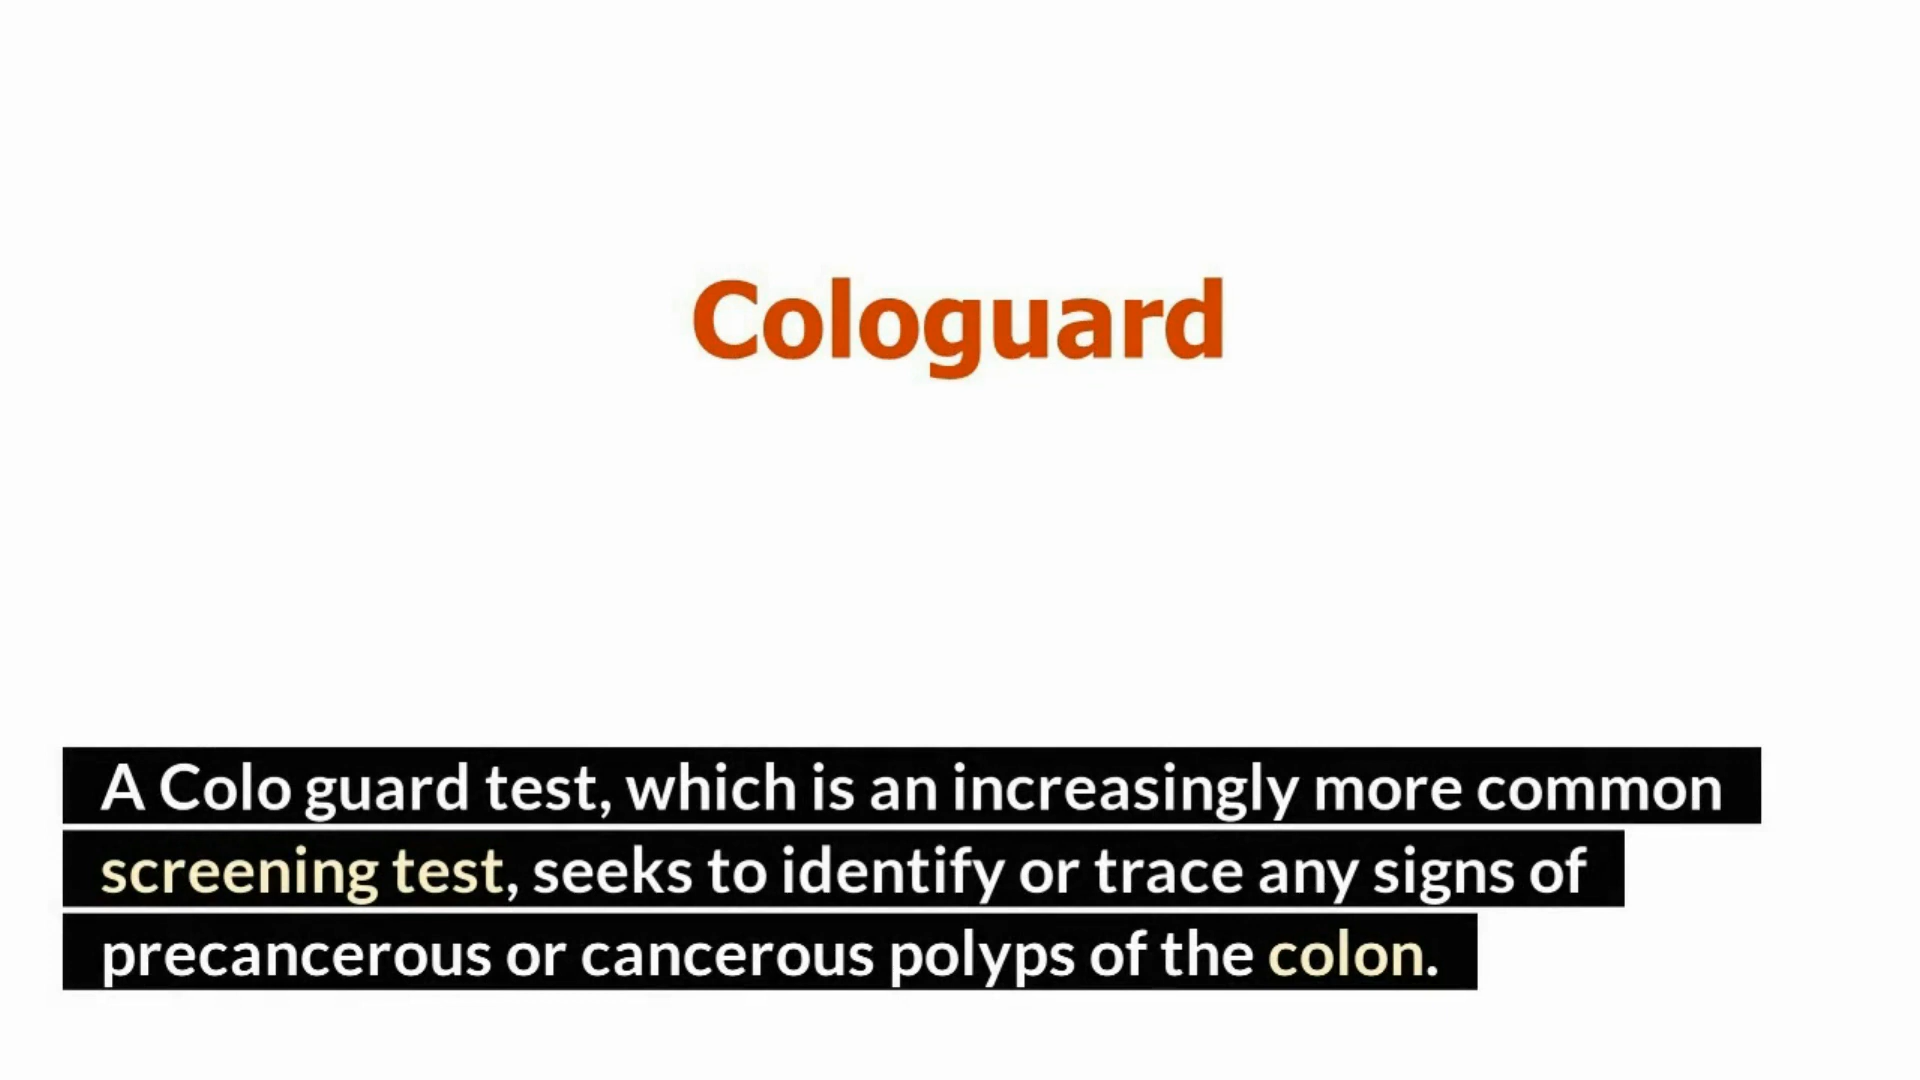 Cologuard
A Colo guard test, which is an increasingly more common
screening test, seeks to identify or trace any signs of
precancerous or cancerous polyps of the colon.